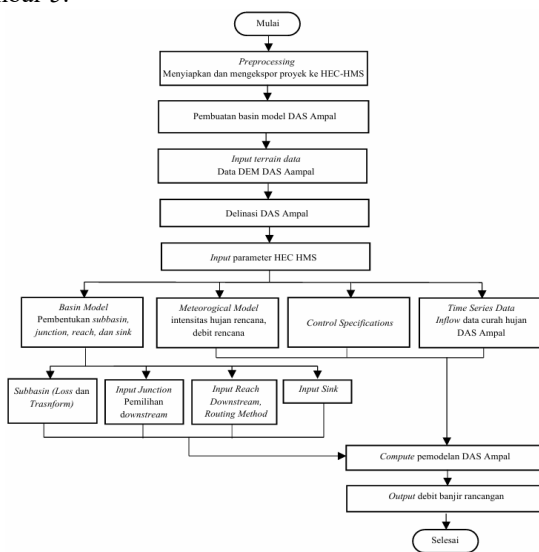 Mulai
Preprocessing
Menyiapkan dan mengekspor proyek ke HEC-HMS
Pembuatan basin model DAS Ampal
Input terrain data
Data DEM DAS Aampal
Delinasi DAS Ampal
Input parameter HEC HMS
Basin Model
Pembentukan subbasin,
junction, reach, dan sink
Meteorogical Model
intensitas hujan rencana,
debit rencana
Control Specifications
Time Series Data
Inflow data curah hujan
DAS Ampal
Subbasin (Loss dan
Trasnform)
Input Junction
Pemilihan
downstream
Input Reach
Downstream,
Routing Method
Input Sink
Compute pemodelan DAS Ampal
Output debit banjir rancangan
Selesai